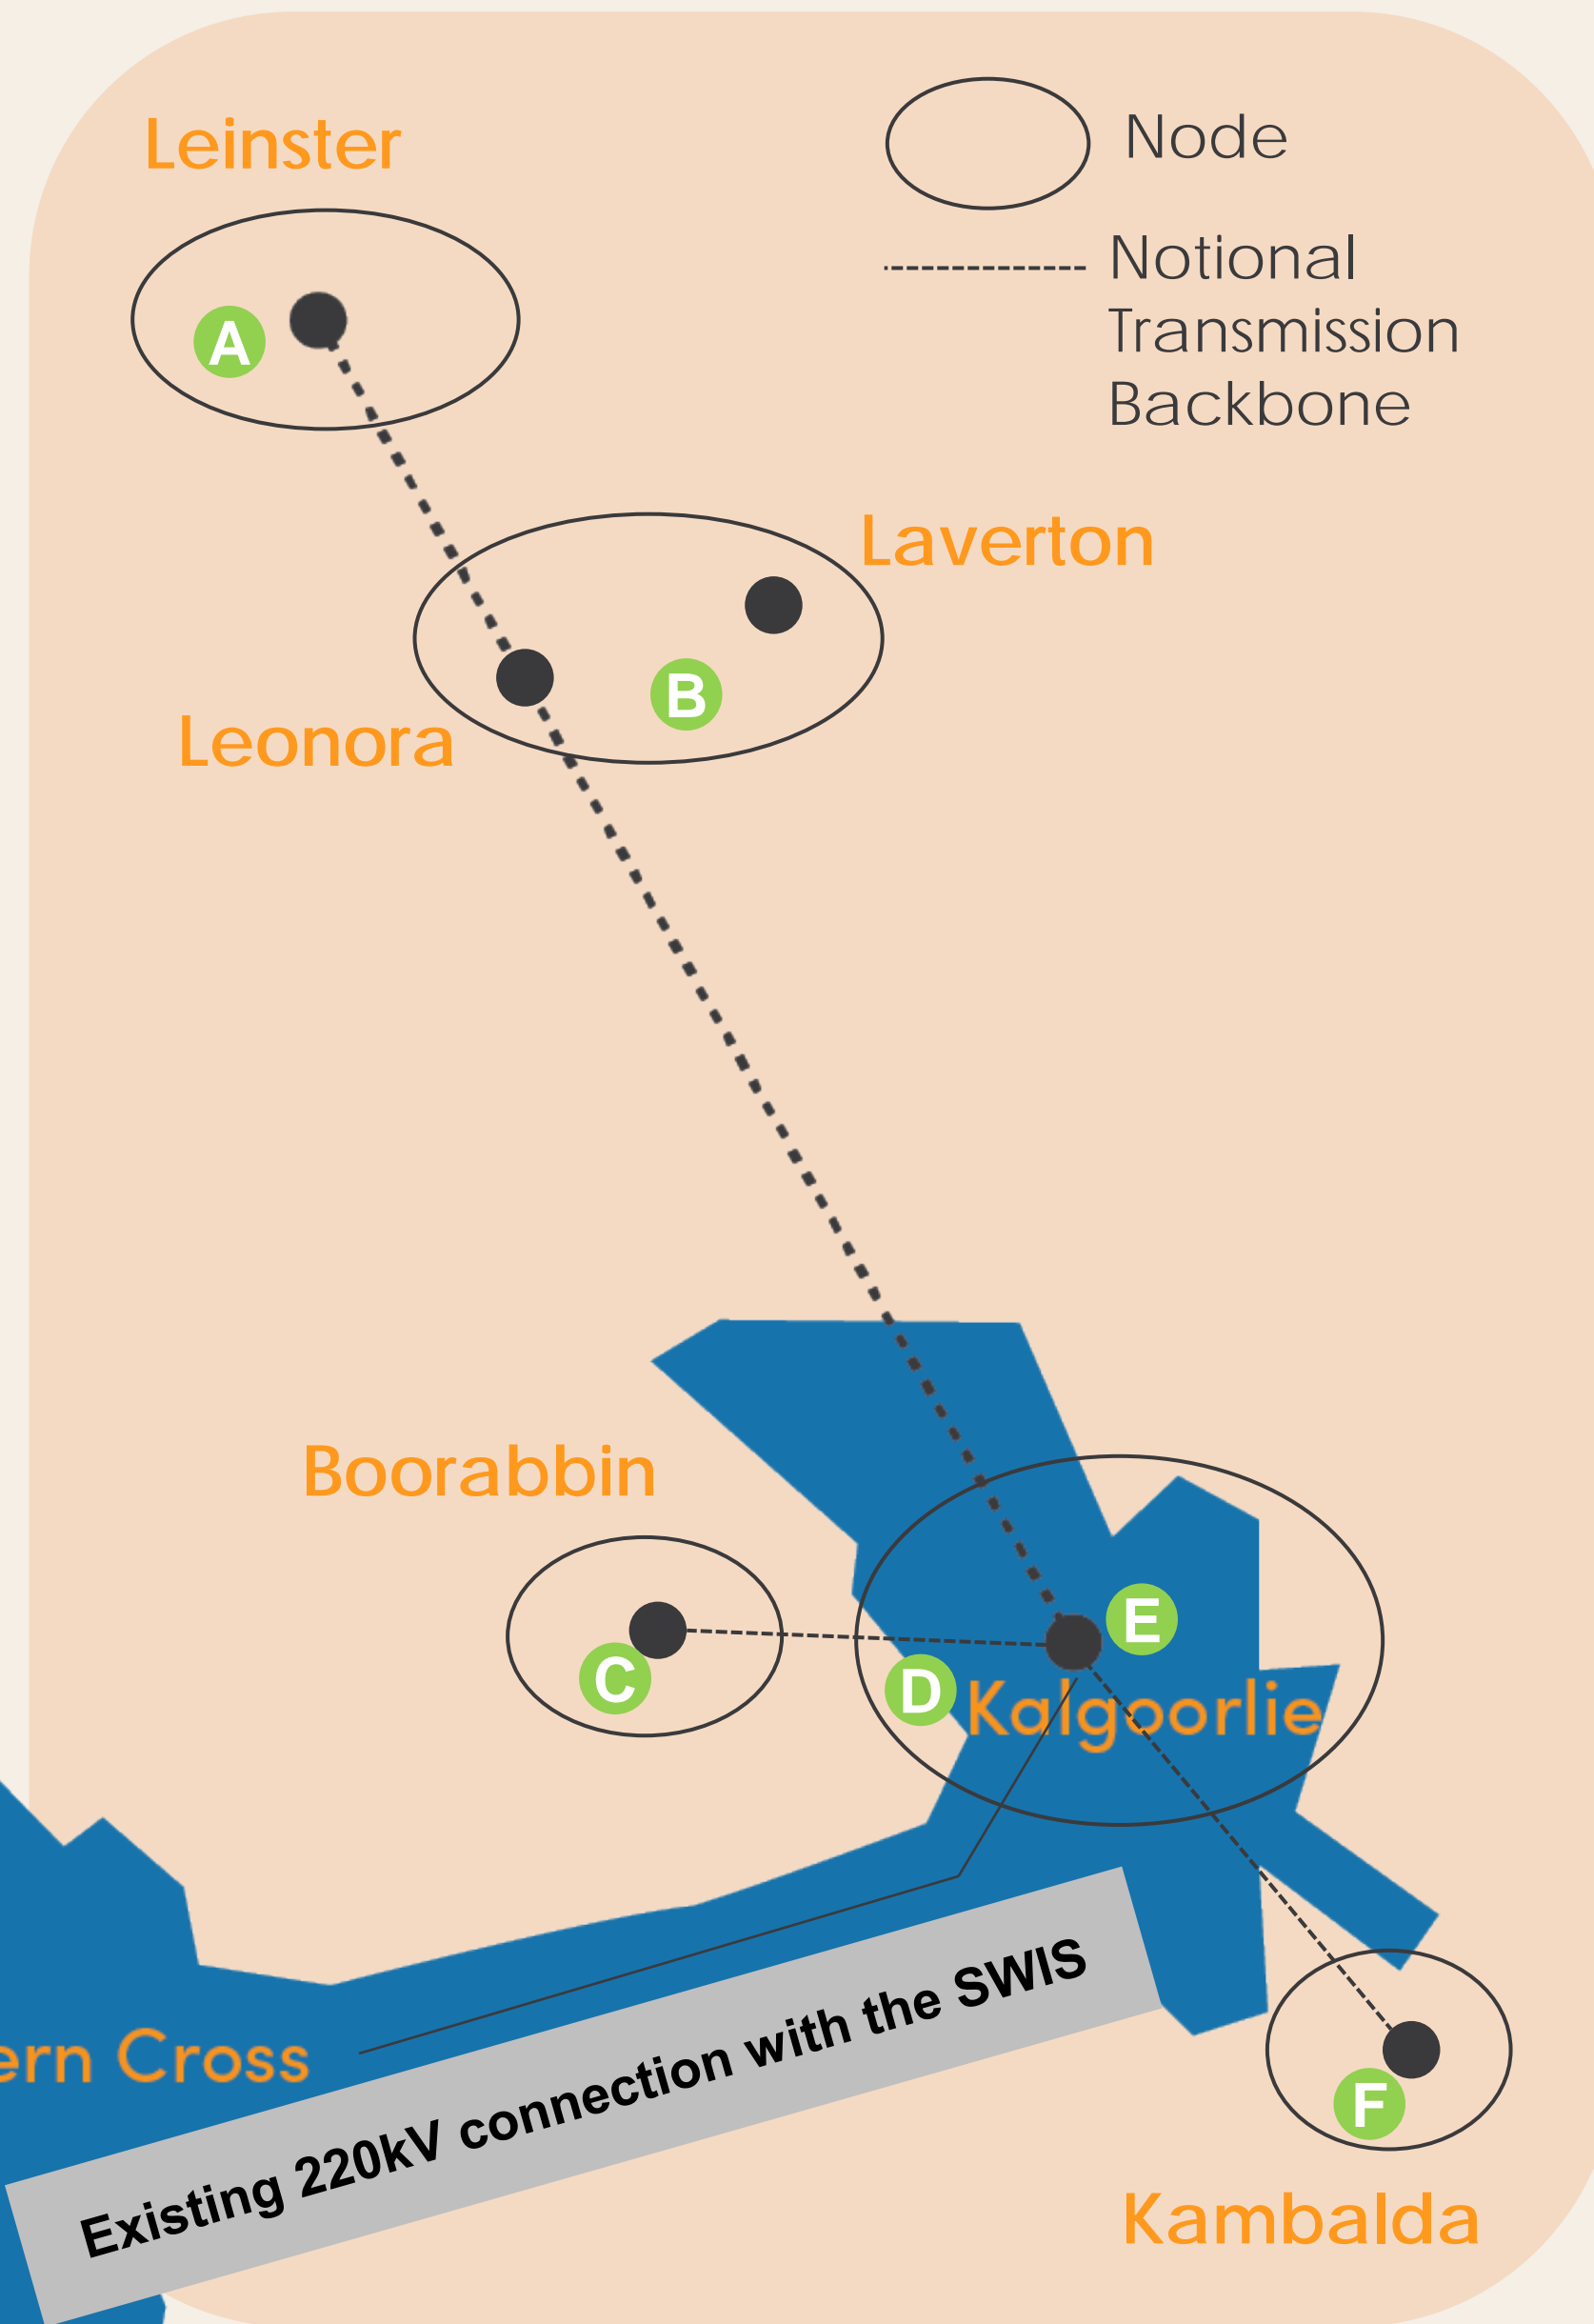 Leinster
Node
Notional
Transmission
Backbone
A
Laverton
B
Leonora
Boorabbin
E
C
D
Kalgoorlie
Existing 220kV connection with the SWIS
ern Cross
F
Kambalda